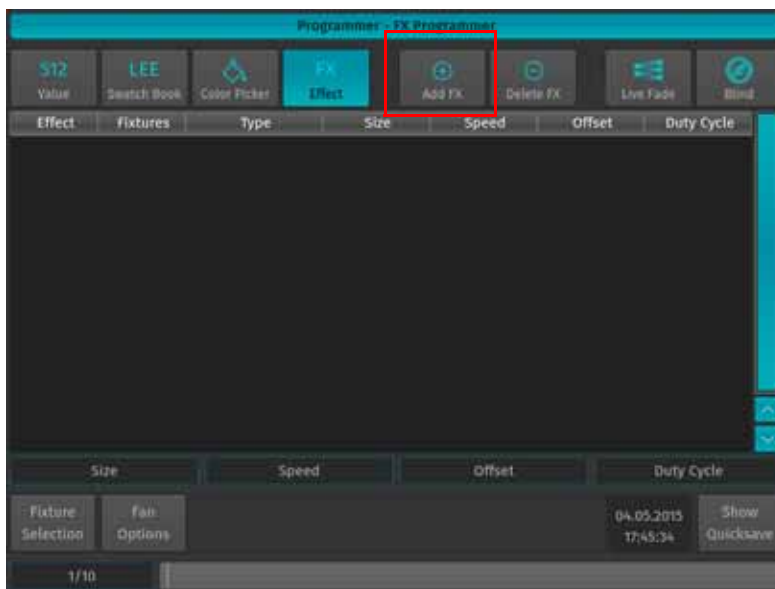 Programmer - FX Programmer
512 LEE FX
Value Swatch Book Color Picker Effect Add FX Delete FX Live Fade Blind
Effect Fixtures Type Size Speed Offset Duty Cycle
Size Speed Offset Duty Cycle
Fixture Fan 04.05.2015 Show
Selection Options 17:45:34 Quicksave
1/10